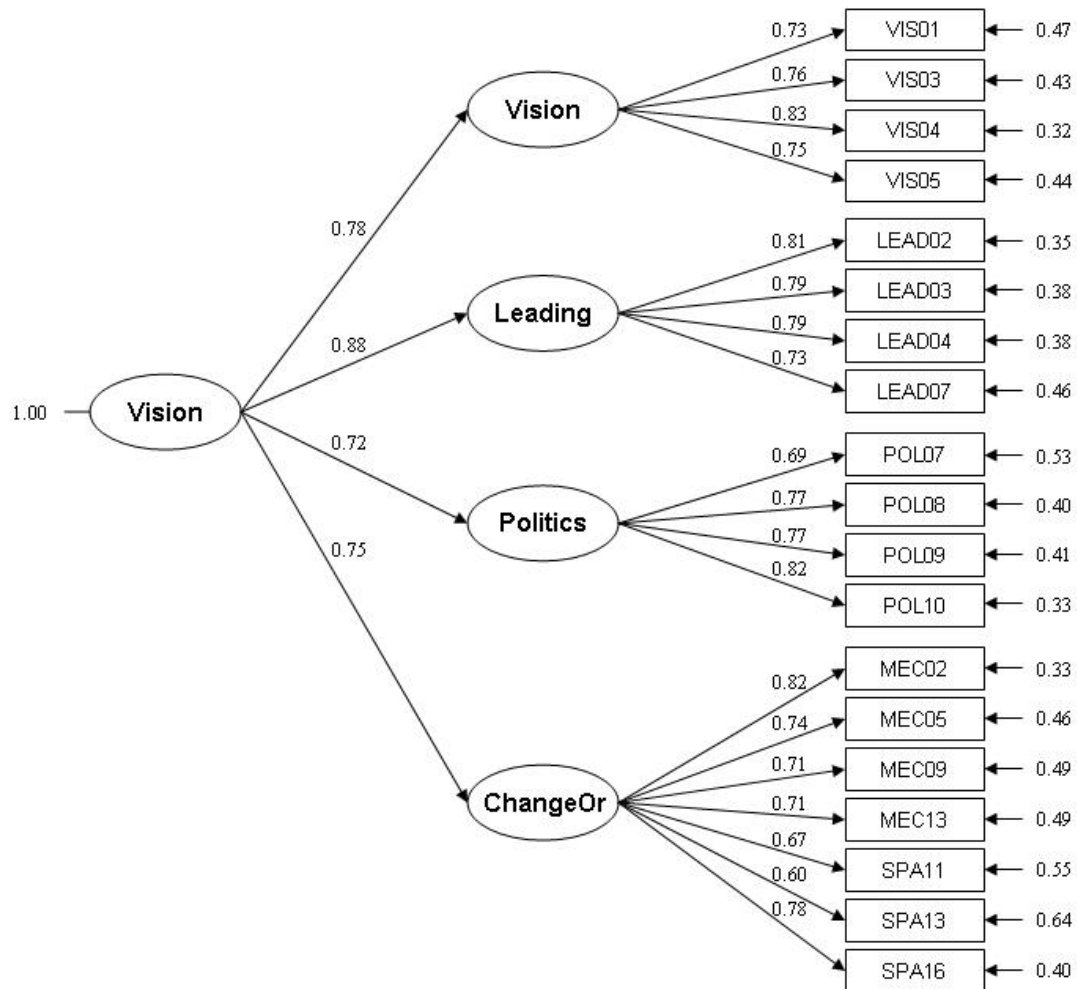 0.73 VIS01 0.47
0.76 VIS03 0.43
Vision
0.83 VIS04 0.32
0.75 VIS05 0.44
0.78
0.81 LEAD02 0.35
0.79 LEAD03 0.38
Leading
0.79 LEAD04 0.38
0.88
0.73 LEAD07 0.46
1.00 Vision
0.72
0.69 POL07 0.53
0.77 POL08 0.40
Politics
0.77 POL09 0.41
0.75
0.82 POL10 0.33
0.82 MEC02 0.33
0.74 MEC05 0.46
0.71 MEC09 0.49
ChangeOr
0.71 MEC13 0.49
0.67 SPA11 0.55
0.60 SPA13 0.64
0.78 SPA16 0.40